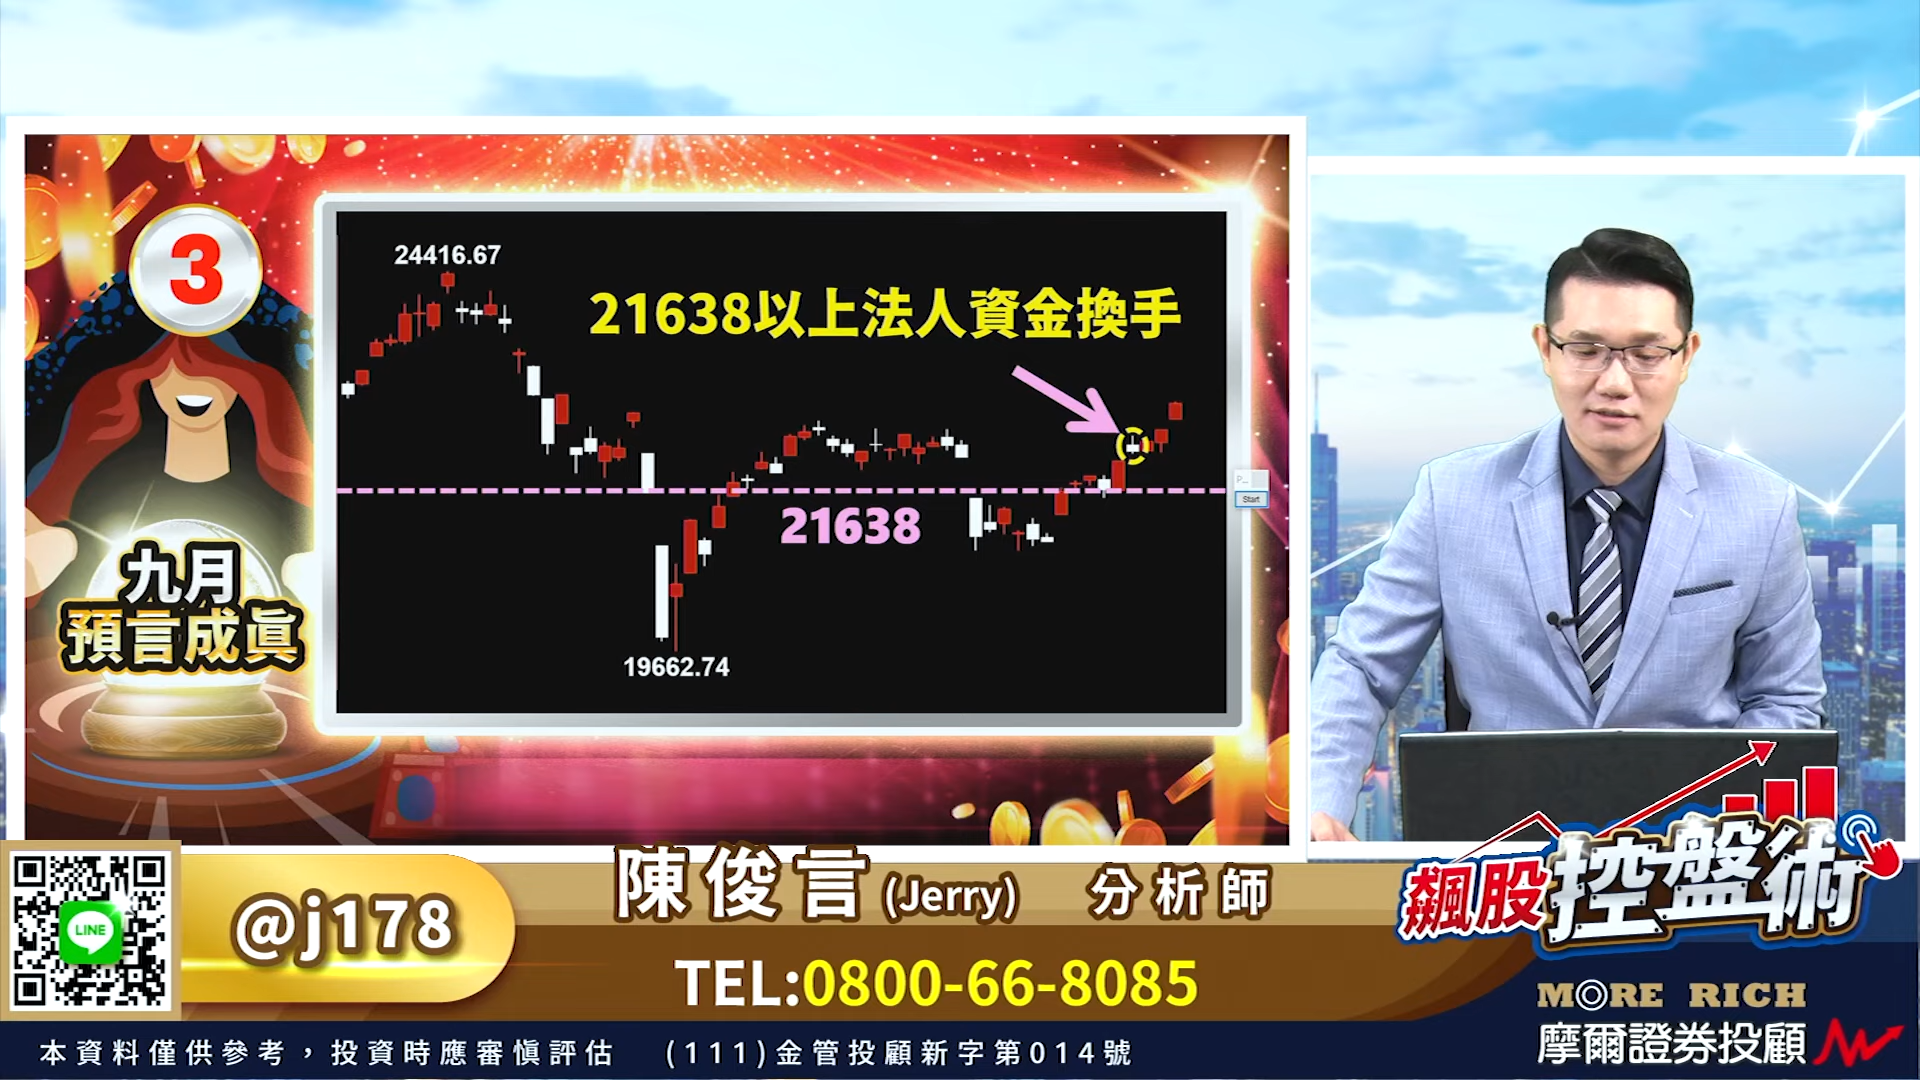 3
24416.67
21638以上法人資金換手
21638
19662.74
P...
Start
九月
預言成真
LINE
@j178
陳俊言(Jerry) 分析師
TEL:0800-66-8085
飆股控盤術
MORE RICH
摩爾證券投顧
本資料僅供參考，投資時應審慎評估 (111)金管投顧新字第014號